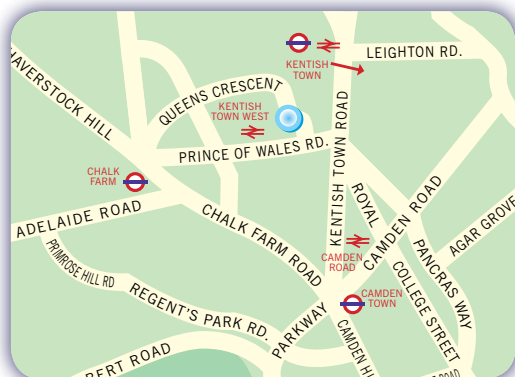 LEIGHTON RD.
KENTISH
TOWN
HAVERSTOCK HILL
QUEENS CRESCENT
KENTISH
TOWN WEST
KENTISH TOWN ROAD
PRINCE OF WALES RD.
CHALK
FARM
ADELAIDE ROAD
CHALK FARM ROAD
ROYAL COLLEGE STREET
CAMDEN ROAD
AGAR GROVE
PANCRAS WAY
CAMDEN
ROAD
PRIMROSE HILL RD
REGENT'S PARK RD.
CAMDEN
TOWN
PARKWAY
CAMDEN
BERT ROAD
ROAD